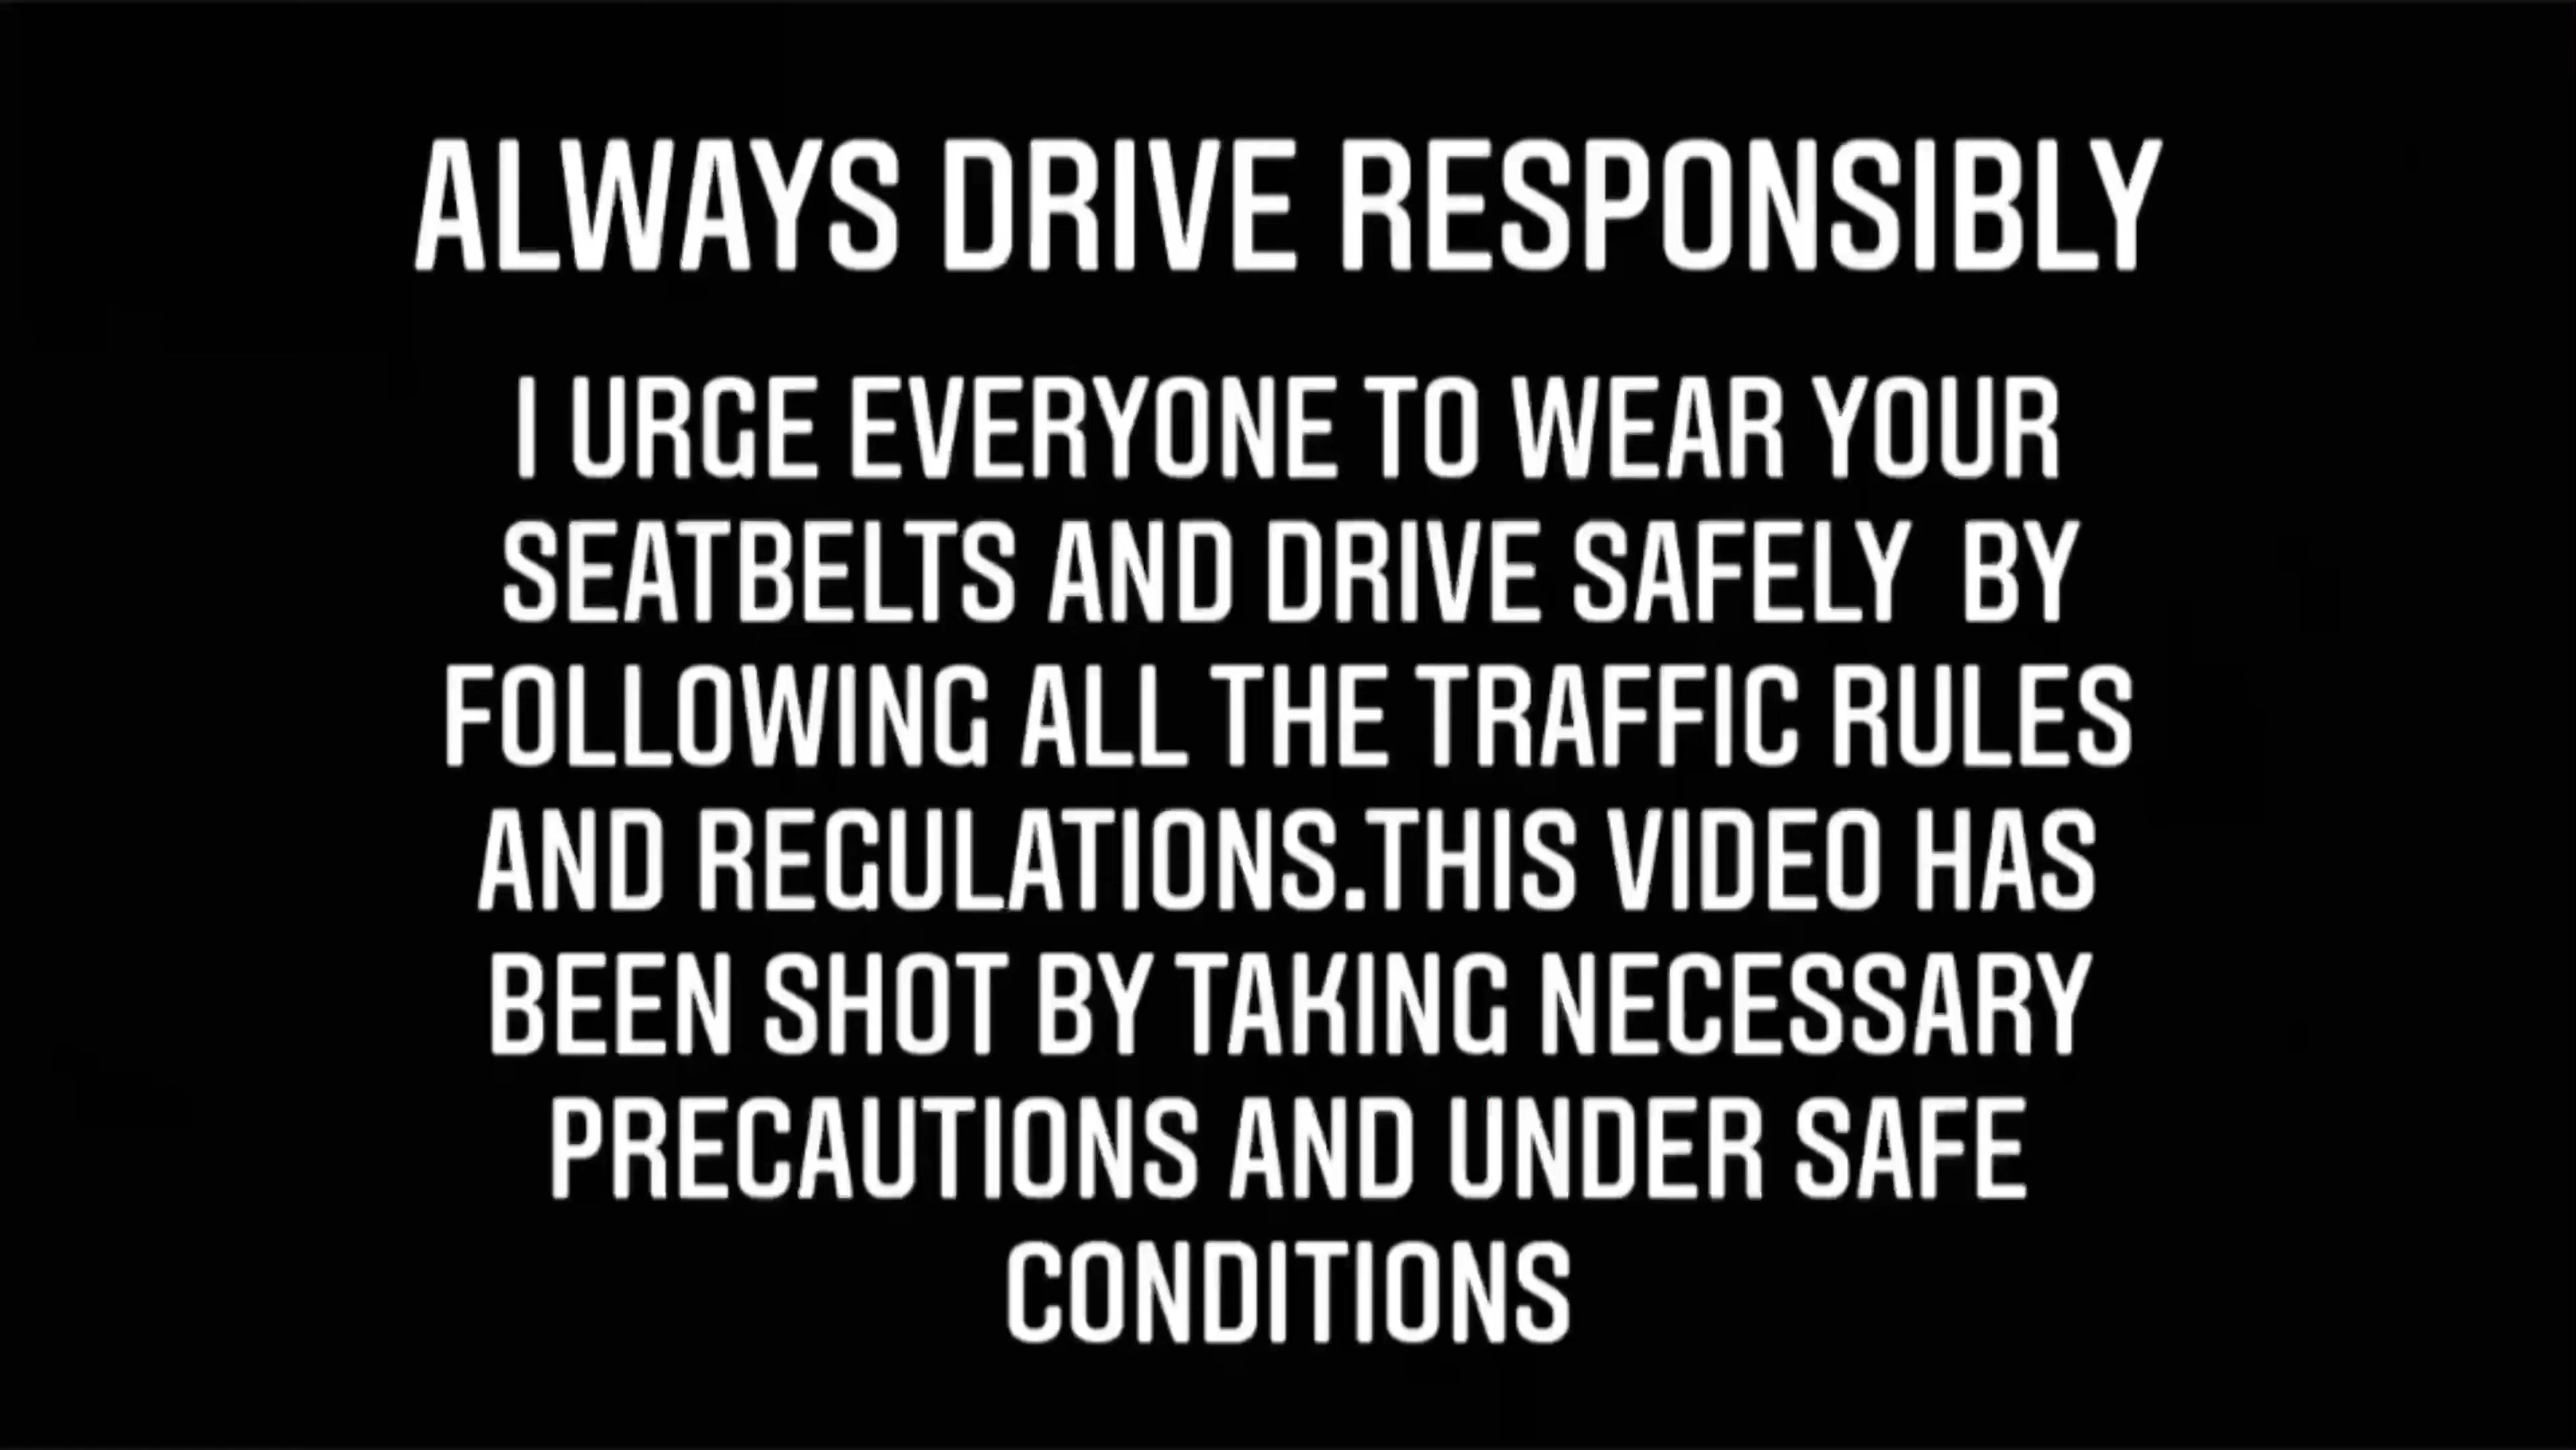 ALWAYS DRIVE RESPONSIBLY
I URGE EVERYONE TO WEAR YOUR
SEATBELTS AND DRIVE SAFELY  BY
FOLLOWING ALL THE TRAFFIC RULES
AND REGULATIONS.THIS VIDEO HAS
BEEN SHOT BY TAKING NECESSARY
PRECAUTIONS AND UNDER SAFE
CONDITIONS